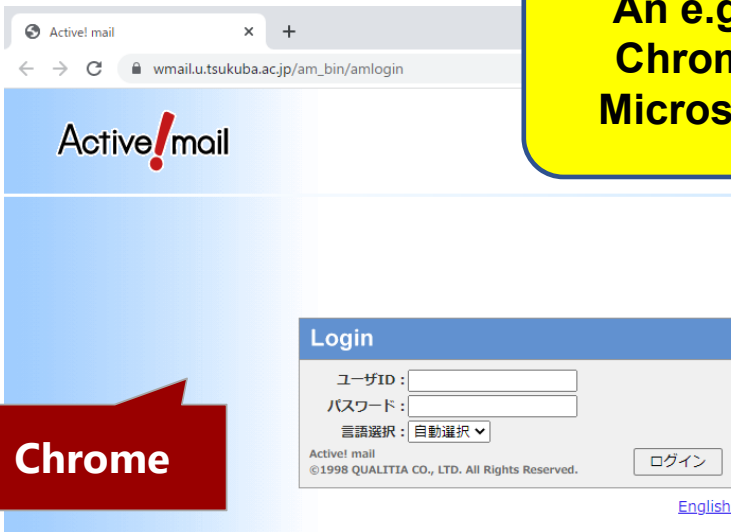 Active! mail
wmail.u.tsukuba.ac.jp/am_bin/amlogin
An e.g
Chron
Micros
Active!mail
Login
ユーザID :
パスワード :
言語選択 : 自動選択
Active! mail
©1998 QUALITIA CO., LTD. All Rights Reserved.
ログイン
English
Chrome